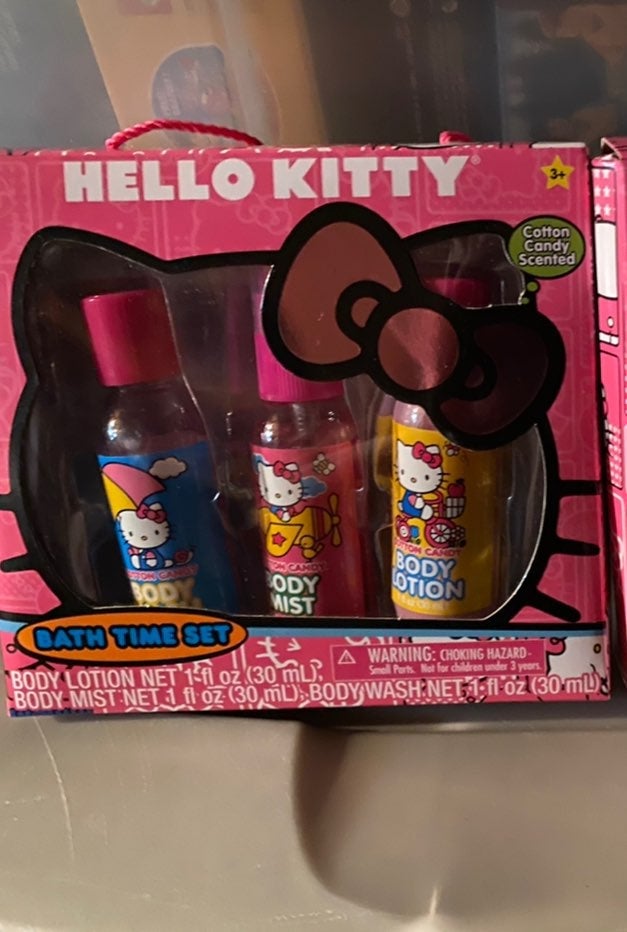 HELLO KITTY®
3+
Cotton
Candy
Scented
COTTON CANDY
BODY
COTTON CANDY
BODY
MIST
COTTON CANDY
BODY
LOTION
BATH TIME SET
WARNING: CHOKING HAZARD-
Small Parts. Not for children under 3 years.
BODY LOTION NET 1 fl oz (30 mL);
BODY MIST NET 1 fl oz (30 mL); BODY WASH NET 1 fl oz (30 mL)